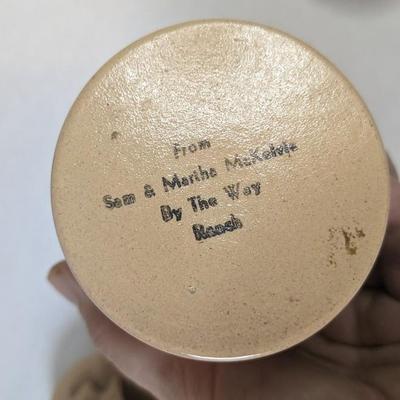 From
Sam & Martha McKelvie
By The Way
Ranch